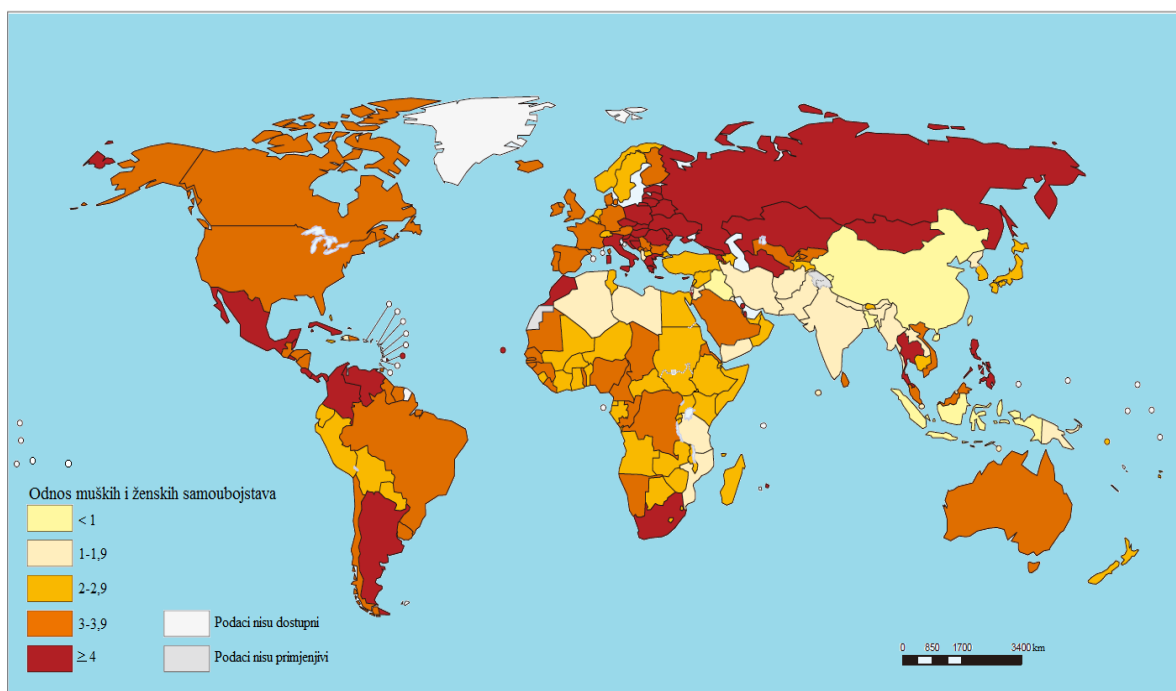 Odnos muških i ženskih samoubojstava
< 1
1-1,9
2-2,9
3-3,9
≥ 4
Podaci nisu dostupni
Podaci nisu primjenjivi
0 850 1700 3400 km